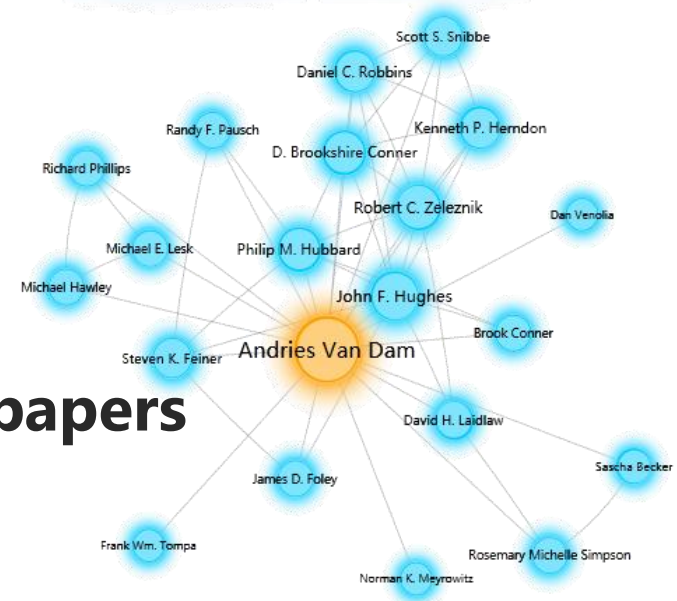 Scott S. Snibbe
Daniel C. Robbins
Randy F. Pausch
Kenneth P. Herndon
D. Brookshire Conner
Richard Phillips
Robert C. Zeleznik
Dan Venolia
Michael E. Lesk
Philip M. Hubbard
Michael Hawley
John F. Hughes
Brook Conner
Steven K. Feiner
Andries Van Dam
papers
David H. Laidlaw
Sascha Becker
James D. Foley
Frank Wm. Tompa
Rosemary Michelle Simpson
Norman K. Meyrowitz